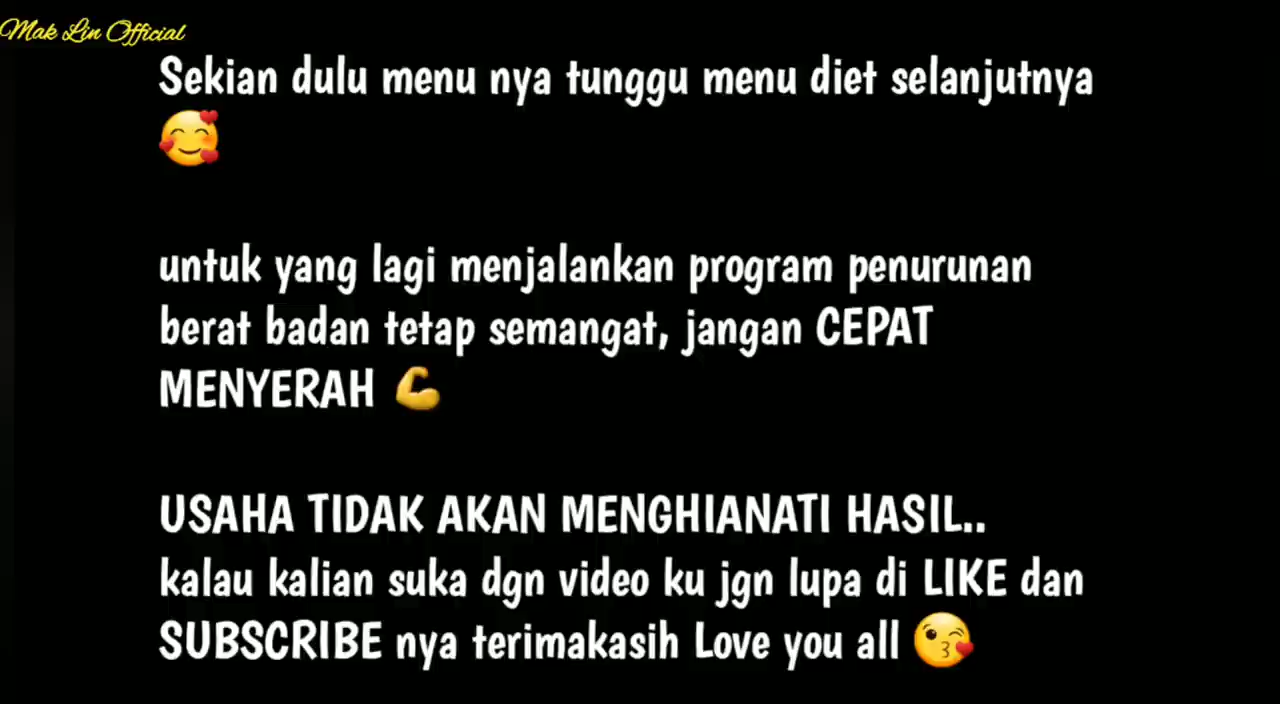 Mak Lin Official
Sekian dulu menu nya tunggu menu diet selanjutnya
🥰
untuk yang lagi menjalankan program penurunan
berat badan tetap semangat, jangan CEPAT
MENYERAH 💪
USAHA TIDAK AKAN MENGHIANATI HASIL..
kalau kalian suka dgn video ku jgn lupa di LIKE dan
SUBSCRIBE nya terimakasih Love you all 😘